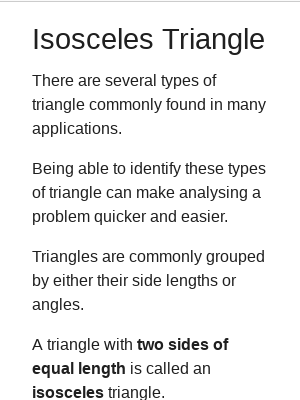 Isosceles Triangle
There are several types of
triangle commonly found in many
applications.
Being able to identify these types
of triangle can make analysing a
problem quicker and easier.
Triangles are commonly grouped
by either their side lengths or
angles.
A triangle with two sides of
equal length is called an
isosceles triangle.